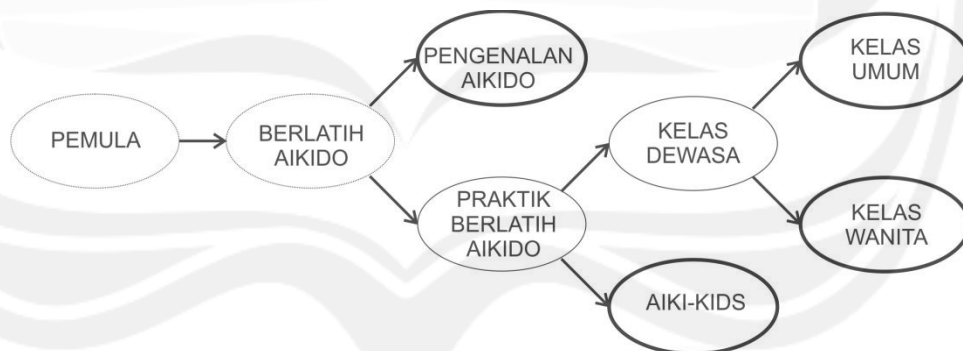 PEMULA
BERLATIH
AIKIDO
PENGENALAN
AIKIDO
PRAKTIK
BERLATIH
AIKIDO
KELAS
DEWASA
AIKI-KIDS
KELAS
UMUM
KELAS
WANITA